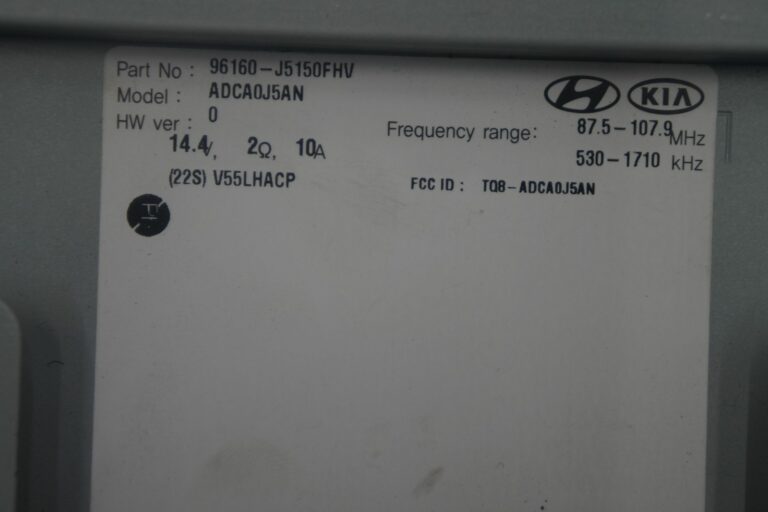 Part No : 96160-J5150FHV
Model : ADCA0J5AN
HW ver : 0
14.4V, 2Ω, 10A
(22S) V55LHACP
KIA
Frequency range: 87.5-107.9 MHz
530-1710 kHz
FCC ID : TQ8-ADCA0J5AN